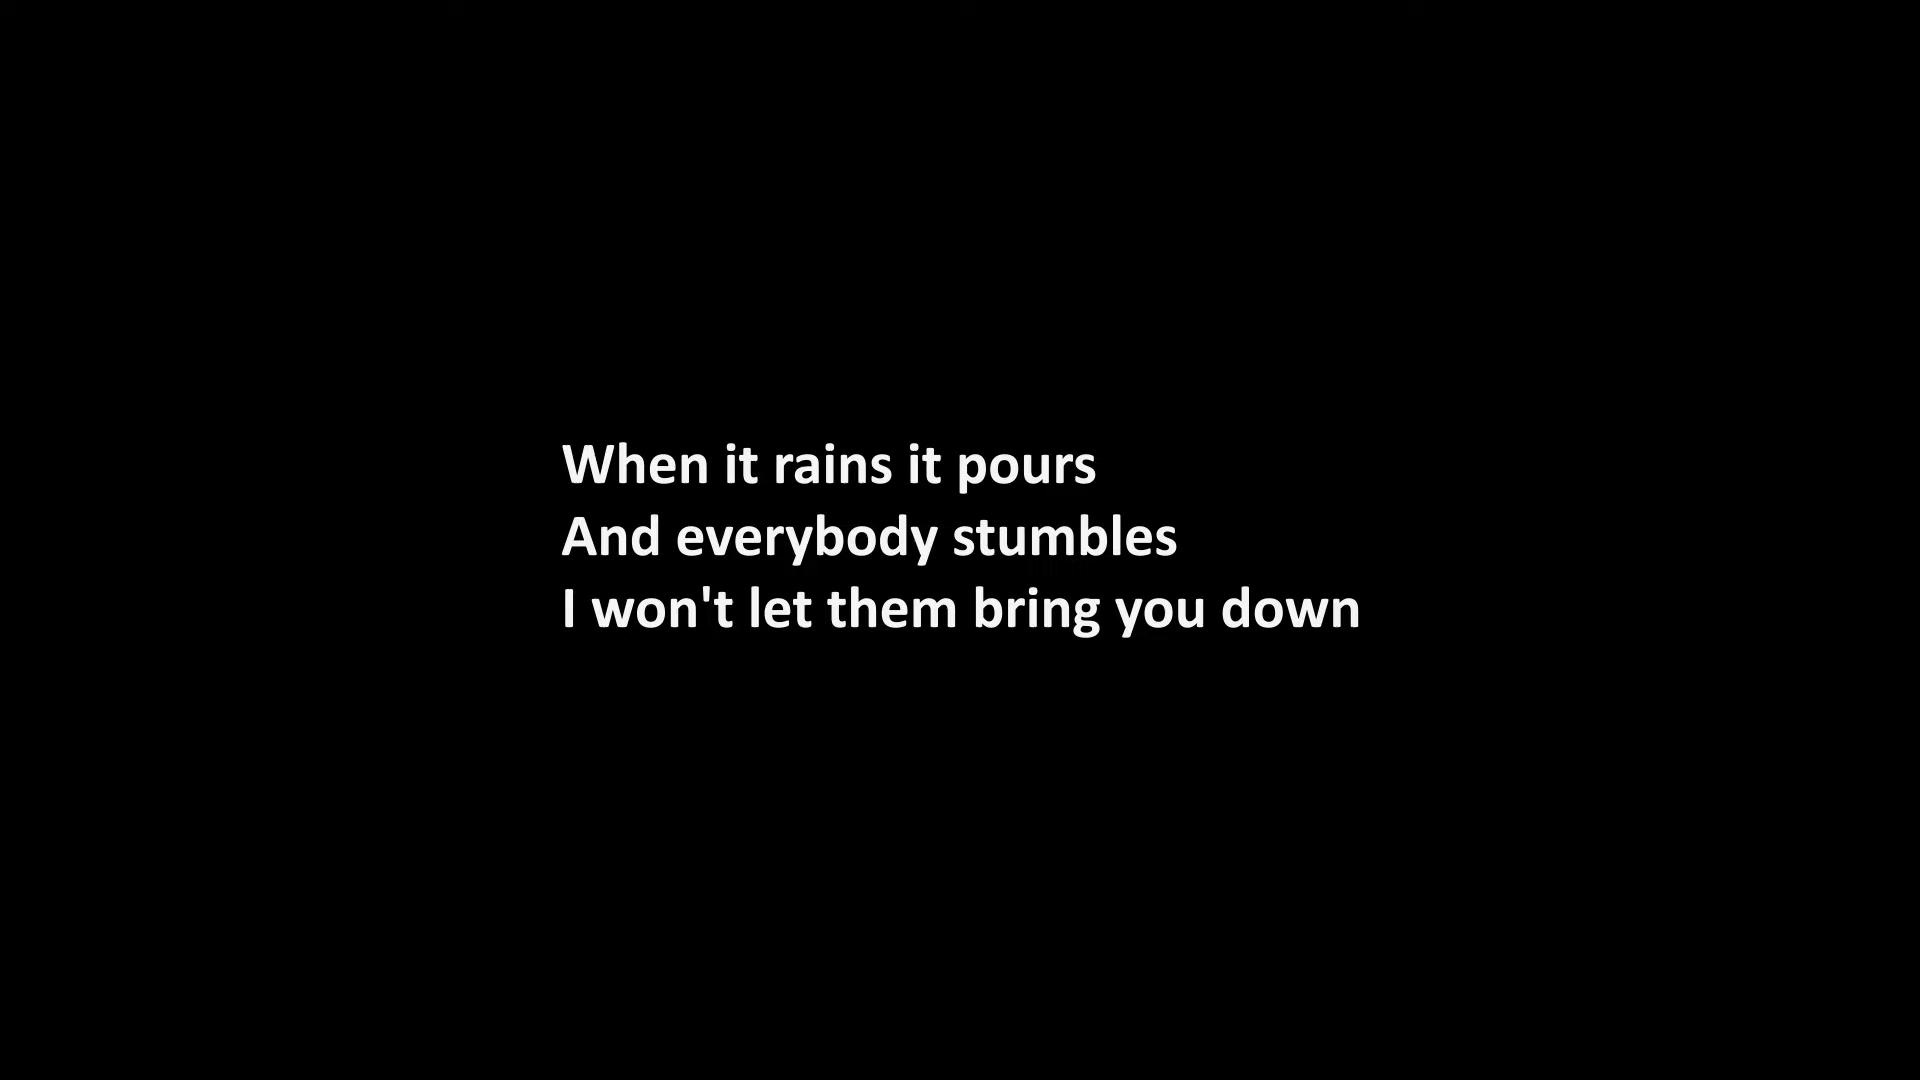 When it rains it pours
And everybody stumbles
I won't let them bring you down